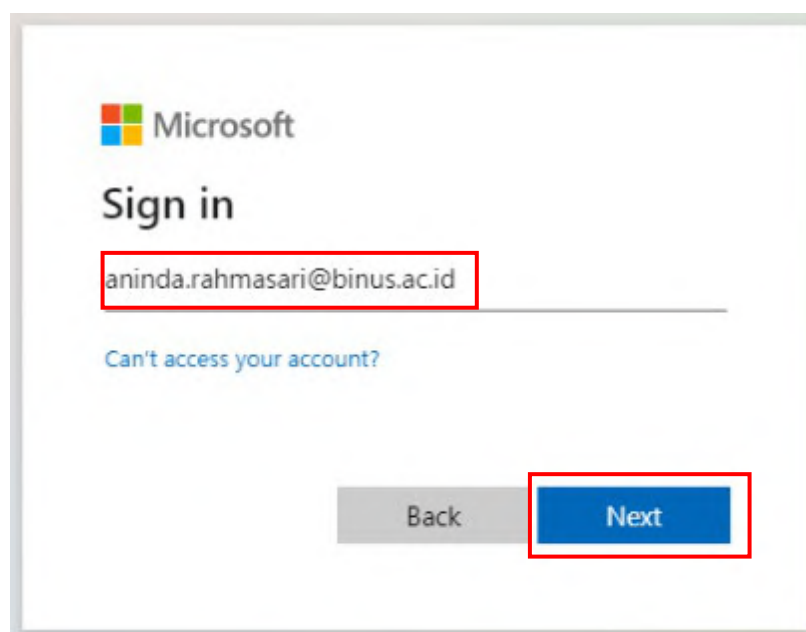 Microsoft
Sign in
aninda.rahmasari@binus.ac.id
Can't access your account?
Back Next